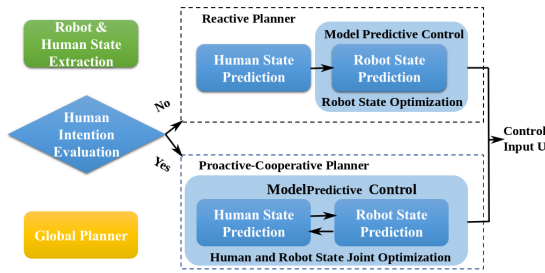 Robot &
Human State
Extraction
Human
Intention
Evaluation
Global Planner
No
Yes
Reactive Planner
Human State
Prediction
Model Predictive Control
Robot State
Prediction
Robot State Optimization
Proactive-Cooperative Planner
Model Predictive Control
Human State
Prediction
Robot State
Prediction
Human and Robot State Joint Optimization
Control
Input U